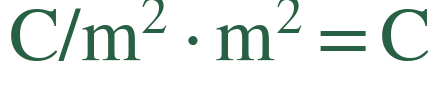 C/m² · m² = C